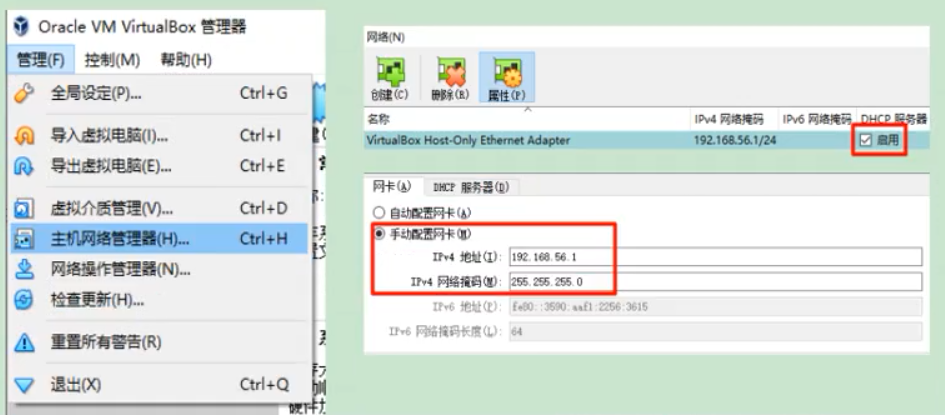 Oracle VM VirtualBox 管理器
管理(F) 控制(M) 帮助(H)
全局设定(P)... Ctrl+G
导入虚拟电脑(I)... Ctrl+I
导出虚拟电脑(E)... Ctrl+E
虚拟介质管理(V)... Ctrl+D
主机网络管理器(H)... Ctrl+H
网络操作管理器(N)...
检查更新(H)...
重置所有警告(R)
退出(X) Ctrl+Q
网络(N)
创建(C) 删除(R) 属性(P)
名称 IPv4 网络掩码 IPv6 网络掩码 DHCP 服务器
VirtualBox Host-Only Ethernet Adapter 192.168.56.1/24 启用
网卡(A) DHCP 服务器(D)
自动配置网卡(A)
手动配置网卡(M)
IPv4 地址(I): 192.168.56.1
IPv4 网络掩码(M): 255.255.255.0
IPv6 地址(P): fe80::3590:aaf1:2256:3615
IPv6 网络掩码长度(L): 64